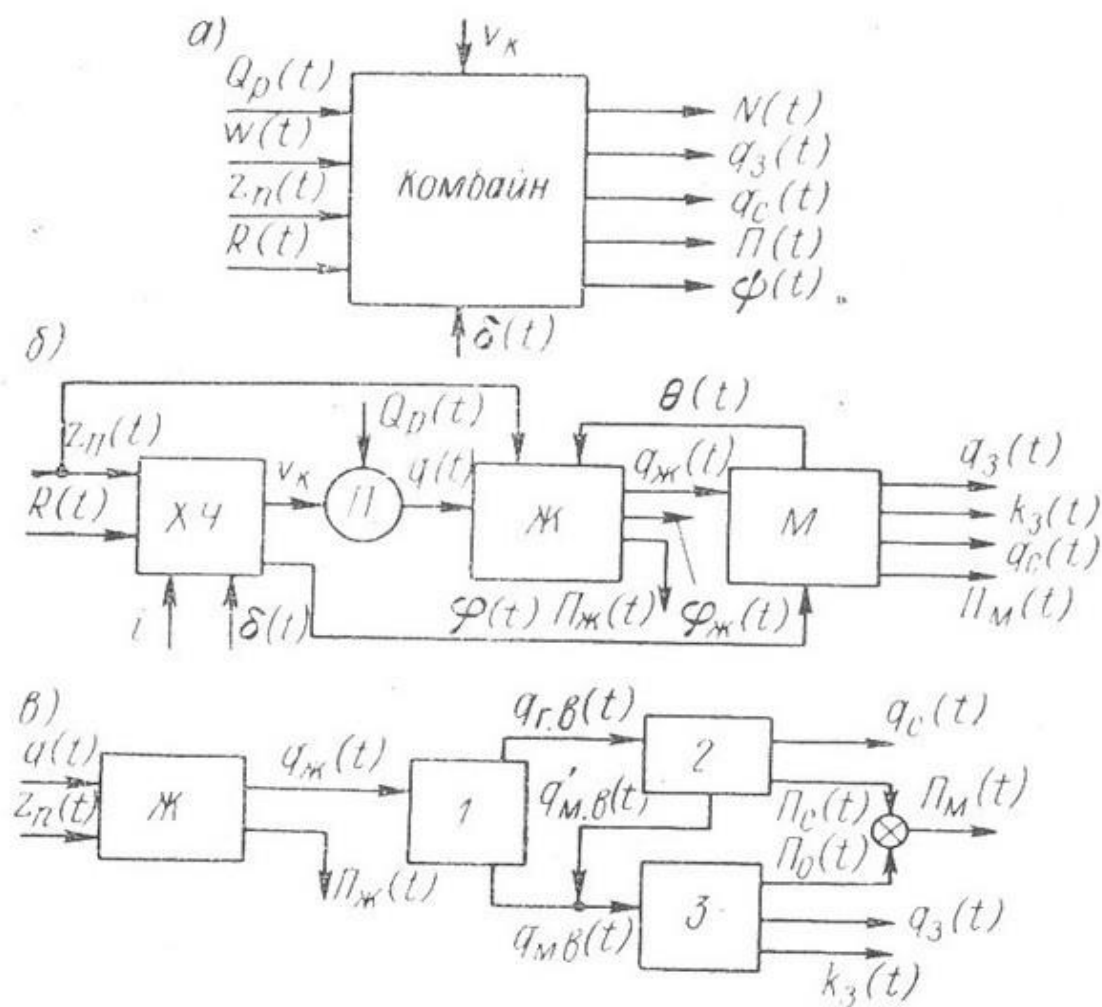 а)
v_к
Q_р(t)
w(t)
z_п(t)
R(t)
Комбайн
N(t)
q_з(t)
q_с(t)
П(t)
φ(t)
δ(t)
б)
z_п(t)
R(t)
ХЧ
i
δ(t)
v_к
П
Q_р(t)
q(t)
Ж
θ(t)
q_ж(t)
М
φ(t) П_ж(t)
φ_ж(t)
q_з(t)
k_з(t)
q_с(t)
П_м(t)
в)
q(t)
z_п(t)
Ж
q_ж(t)
П_ж(t)
1
q_г.в(t)
q'_м.в(t)
q_м.в(t)
2
3
q_с(t)
П_с(t)
П_о(t)
П_м(t)
q_з(t)
k_з(t)